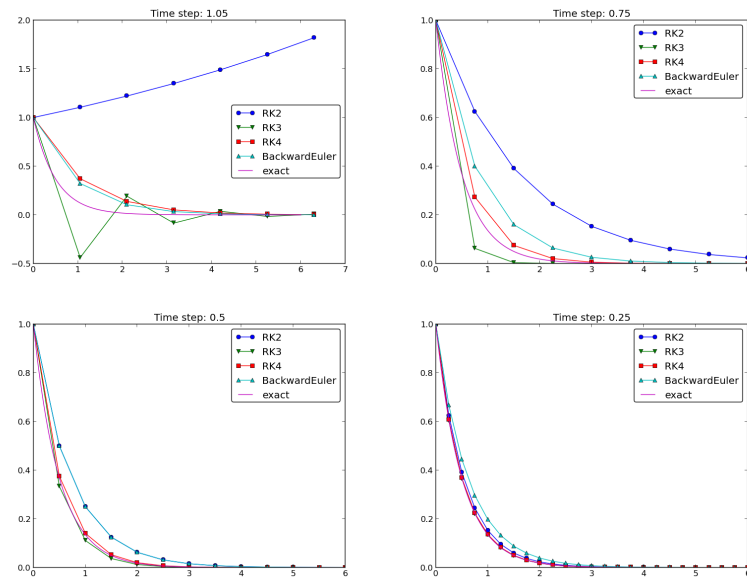 Time step: 1.05
2.0
1.5
1.0
0.5
0.0
−0.5
0 1 2 3 4 5 6 7
RK2
RK3
RK4
BackwardEuler
exact
Time step: 0.75
1.0
0.8
0.6
0.4
0.2
0.0
0 1 2 3 4 5 6
RK2
RK3
RK4
BackwardEuler
exact
Time step: 0.5
1.0
0.8
0.6
0.4
0.2
0.0
0 1 2 3 4 5 6
RK2
RK3
RK4
BackwardEuler
exact
Time step: 0.25
1.0
0.8
0.6
0.4
0.2
0.0
0 1 2 3 4 5 6
RK2
RK3
RK4
BackwardEuler
exact